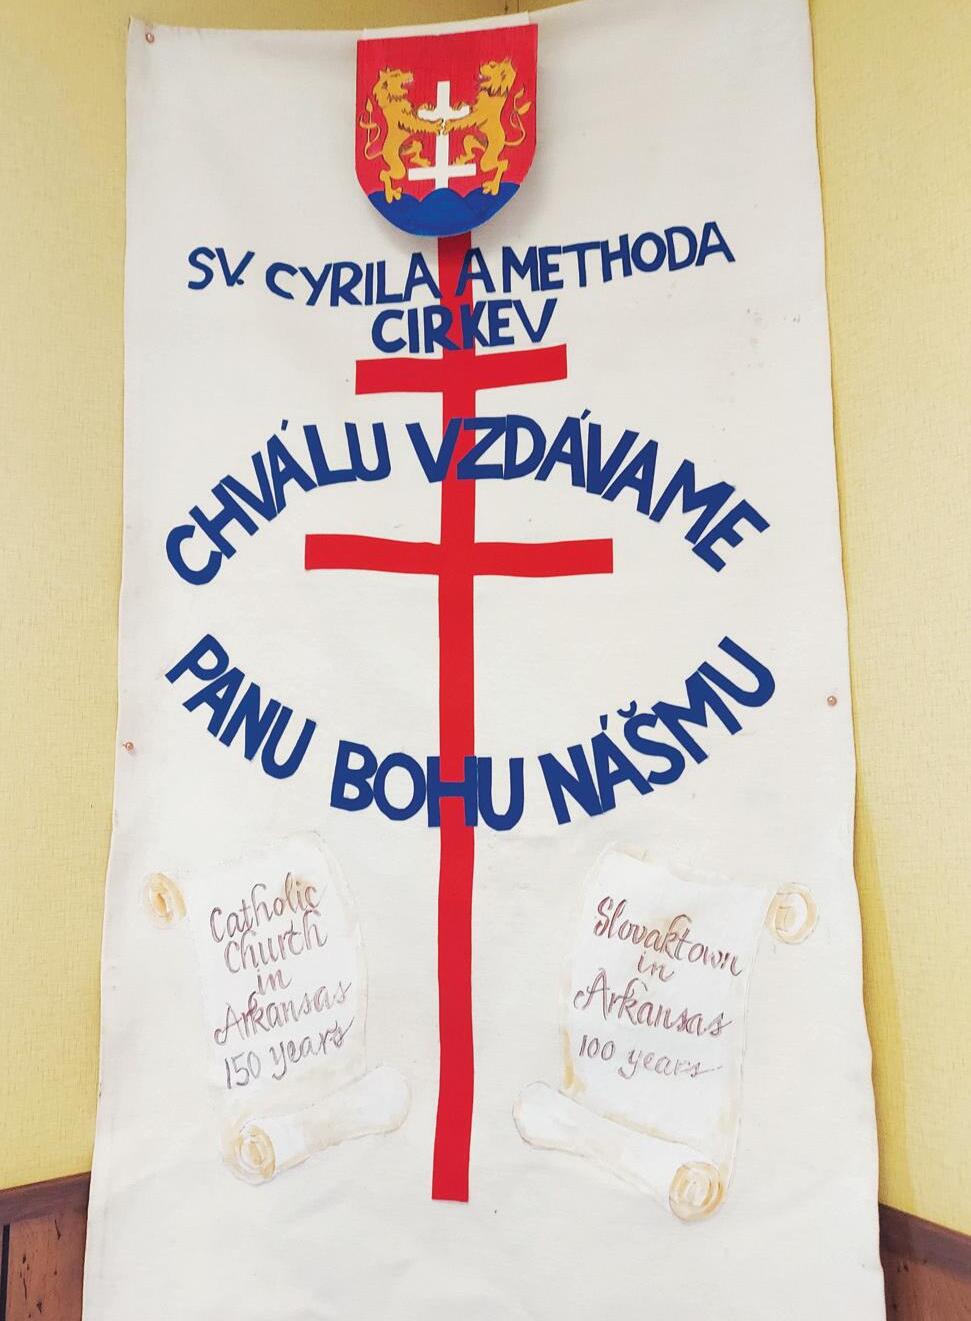 SV. CYRILA A METHODA
CIRKEV
CHVÁLU VZDÁVAME
PANU BOHU NÁŠMU
Catholic
Church
in
Arkansas
150 years
Slovaktown
in
Arkansas
100 years